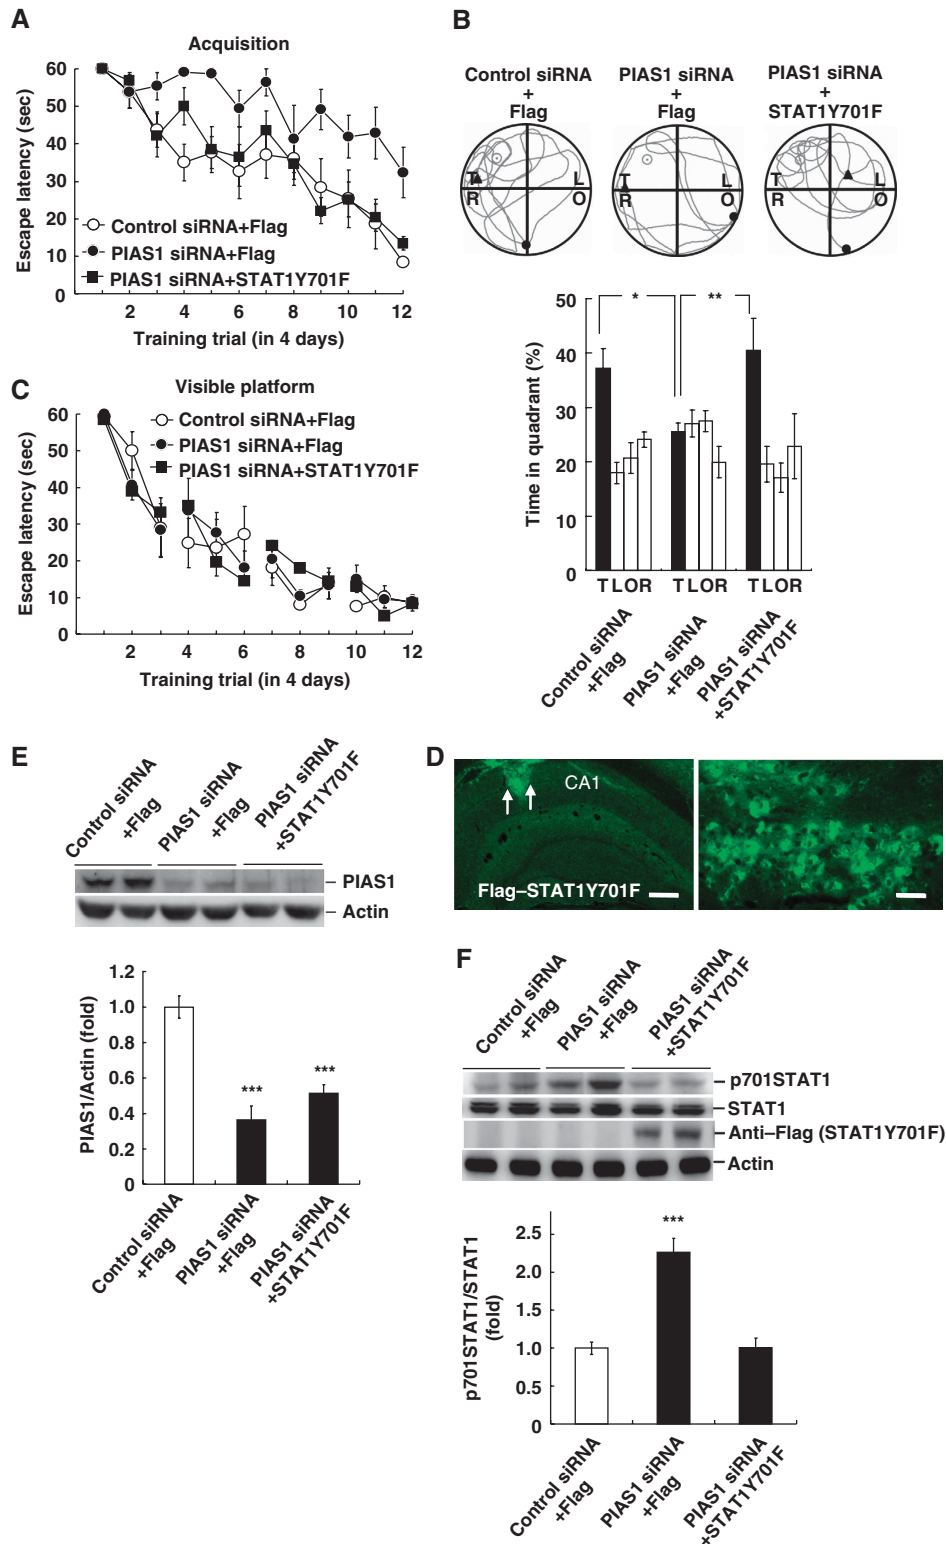 A
Acquisition
Escape latency (sec)
60
50
40
30
20
10
0
Control siRNA+Flag
PIAS1 siRNA+Flag
PIAS1 siRNA+STAT1Y701F
2 4 6 8 10 12
Training trial (in 4 days)
B
Control siRNA + Flag
PIAS1 siRNA + Flag
PIAS1 siRNA + STAT1Y701F
T L
R O
T L
R O
T L
R O
Time in quadrant (%)
50
40
30
20
10
0
* **
TLOR TLOR TLOR
Control siRNA +Flag
PIAS1 siRNA +Flag
PIAS1 siRNA +STAT1Y701F
C
Visible platform
Escape latency (sec)
60
50
40
30
20
10
0
Control siRNA+Flag
PIAS1 siRNA+Flag
PIAS1 siRNA+STAT1Y701F
2 4 6 8 10 12
Training trial (in 4 days)
D
CA1
Flag–STAT1Y701F
E
Control siRNA +Flag
PIAS1 siRNA +Flag
PIAS1 siRNA +STAT1Y701F
PIAS1
Actin
PIAS1/Actin (fold)
1.2
1.0
0.8
0.6
0.4
0.2
0
*** ***
Control siRNA +Flag
PIAS1 siRNA +Flag
PIAS1 siRNA +STAT1Y701F
F
Control siRNA +Flag
PIAS1 siRNA +Flag
PIAS1 siRNA +STAT1Y701F
p701STAT1
STAT1
Anti–Flag (STAT1Y701F)
Actin
p701STAT1/STAT1 (fold)
2.5
2.0
1.5
1.0
0.5
0
***
Control siRNA +Flag
PIAS1 siRNA +Flag
PIAS1 siRNA +STAT1Y701F